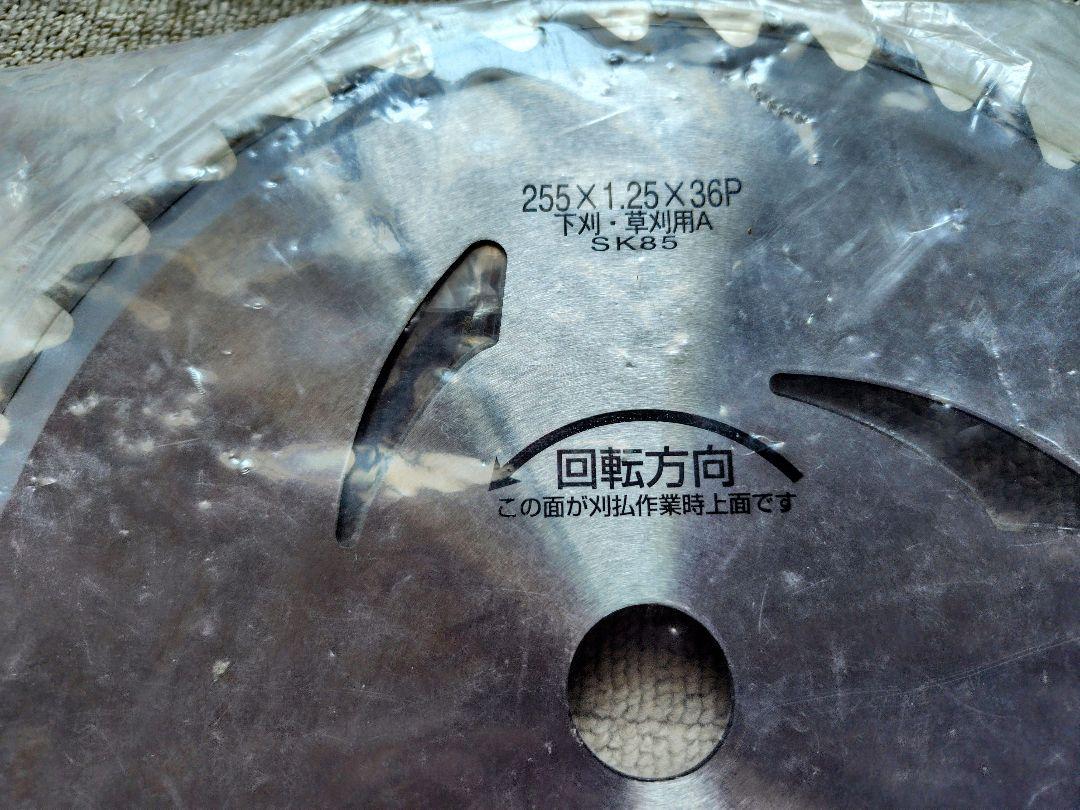 255×1.25×36P
下刈・草刈用A
SK85
回転方向
この面が刈払作業時上面です